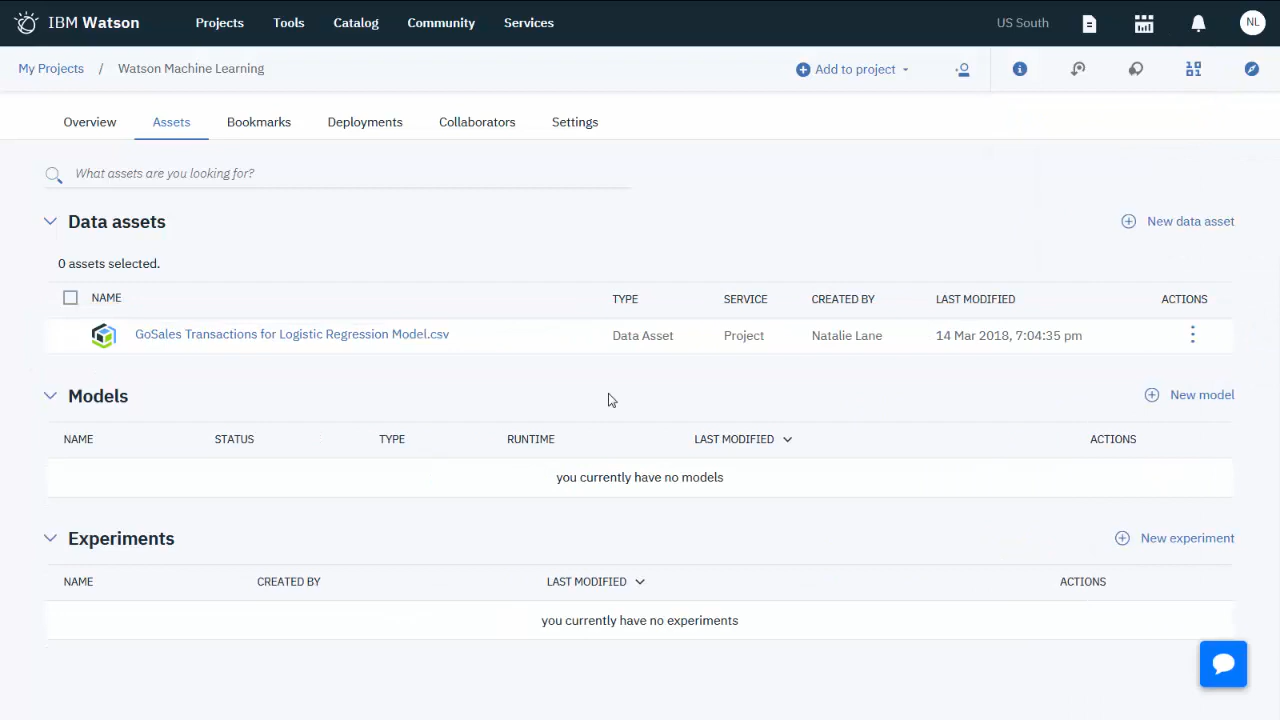 IBM Watson Projects Tools Catalog Community Services US South NL
My Projects / Watson Machine Learning Add to project
Overview Assets Bookmarks Deployments Collaborators Settings
What assets are you looking for?
Data assets New data asset
0 assets selected.
NAME TYPE SERVICE CREATED BY LAST MODIFIED ACTIONS
GoSales Transactions for Logistic Regression Model.csv Data Asset Project Natalie Lane 14 Mar 2018, 7:04:35 pm
Models New model
NAME STATUS TYPE RUNTIME LAST MODIFIED ACTIONS
you currently have no models
Experiments New experiment
NAME CREATED BY LAST MODIFIED ACTIONS
you currently have no experiments